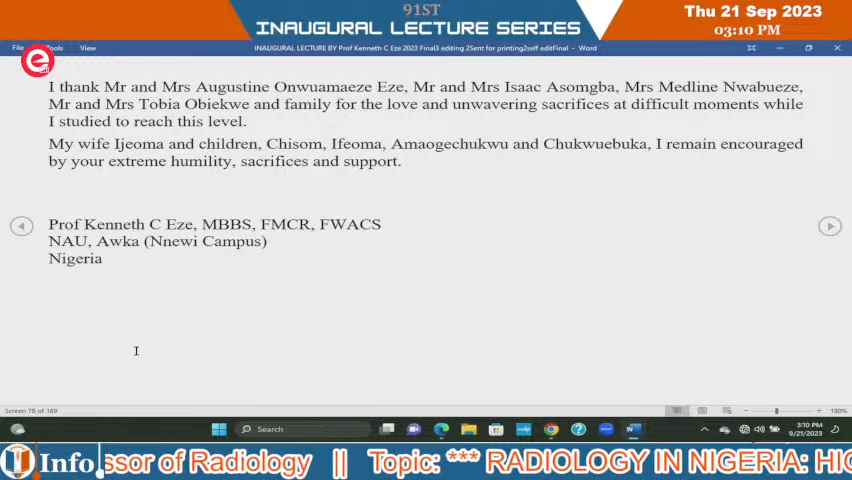 91ST
INAUGURAL LECTURE SERIES
Thu 21 Sep 2023
03:10 PM
File Tools View
INAUGURAL LECTURE BY Prof Kenneth C Eze 2023 Final3 editing 2Sent for printing2self editFinal - Word
I thank Mr and Mrs Augustine Onwuamaeze Eze, Mr and Mrs Isaac Asomgba, Mrs Medline Nwabueze,
Mr and Mrs Tobia Obiekwe and family for the love and unwavering sacrifices at difficult moments while
I studied to reach this level.
My wife Ijeoma and children, Chisom, Ifeoma, Amaogechukwu and Chukwuebuka, I remain encouraged
by your extreme humility, sacrifices and support.
Prof Kenneth C Eze, MBBS, FMCR, FWACS
NAU, Awka (Nnewi Campus)
Nigeria
Screen 78 of 169
180%
Search
3:10 PM
9/21/2023
Info. ssor of Radiology || Topic: *** RADIOLOGY IN NIGERIA: HIG